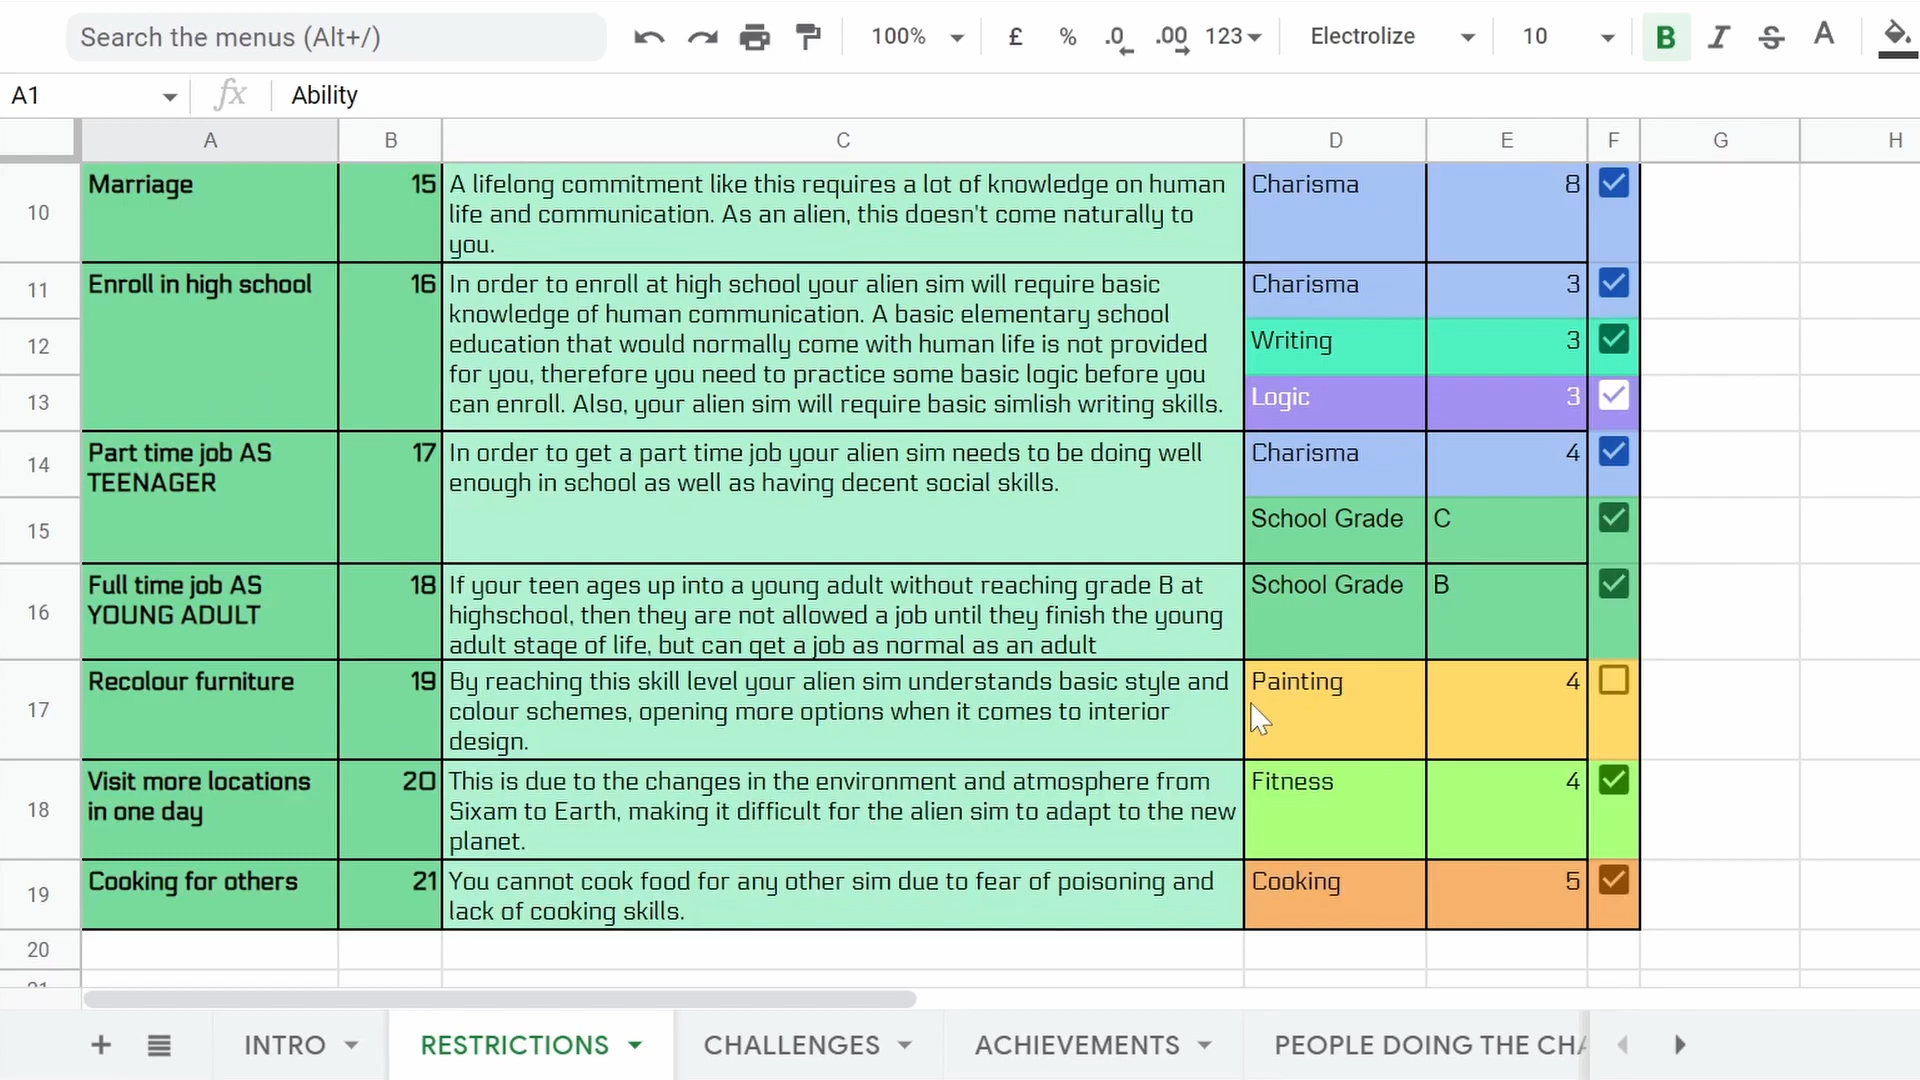 Search the menus (Alt+/)
100%
£
%
.0
.00
123
Electrolize
10
B
I
S
A
A1
fx
Ability
A
B
C
D
E
F
G
H
10
Marriage
15
A lifelong commitment like this requires a lot of knowledge on human
life and communication. As an alien, this doesn't come naturally to
you.
Charisma
8
11
Enroll in high school
16
In order to enroll at high school your alien sim will require basic
knowledge of human communication. A basic elementary school
education that would normally come with human life is not provided
for you, therefore you need to practice some basic logic before you
can enroll. Also, your alien sim will require basic simlish writing skills.
Charisma
3
12
Writing
3
13
Logic
3
14
Part time job AS
TEENAGER
17
In order to get a part time job your alien sim needs to be doing well
enough in school as well as having decent social skills.
Charisma
4
15
School Grade
C
16
Full time job AS
YOUNG ADULT
18
If your teen ages up into a young adult without reaching grade B at
highschool, then they are not allowed a job until they finish the young
adult stage of life, but can get a job as normal as an adult
School Grade
B
17
Recolour furniture
19
By reaching this skill level your alien sim understands basic style and
colour schemes, opening more options when it comes to interior
design.
Painting
4
18
Visit more locations
in one day
20
This is due to the changes in the environment and atmosphere from
Sixam to Earth, making it difficult for the alien sim to adapt to the new
planet.
Fitness
4
19
Cooking for others
21
You cannot cook food for any other sim due to fear of poisoning and
lack of cooking skills.
Cooking
5
20
21
INTRO
RESTRICTIONS
CHALLENGES
ACHIEVEMENTS
PEOPLE DOING THE CHA